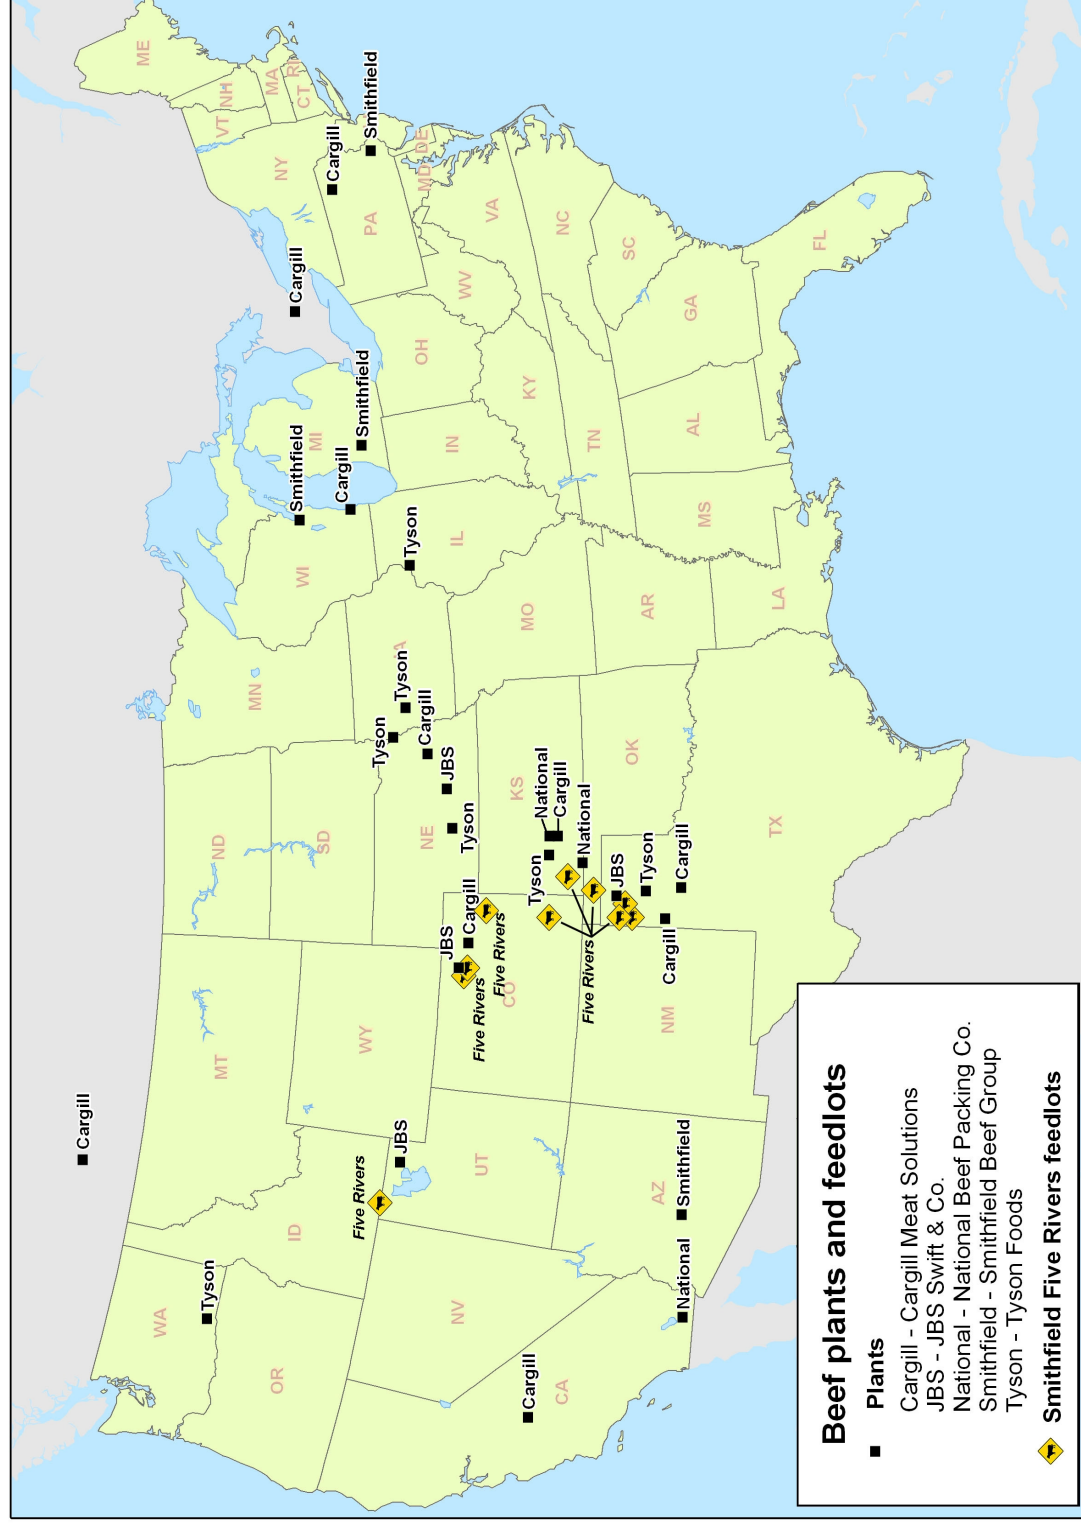 WA
Tyson
OR
CA
Cargill
NV
ID
National
Cargill
MT
ND
MN
Five Rivers
JBS
UT
AZ
Smithfield
WY
SD
JBS
Cargill
Five Rivers
Five Rivers
CO
NM
NE
Tyson
JBS
Cargill
Tyson
Tyson
KS
National
Cargill
Tyson
National
Five Rivers
JBS
Tyson
Cargill
Cargill
OK
TX
WI
Smithfield
Cargill
MI
Smithfield
Tyson
IL
IN
OH
MO
AR
LA
MS
AL
GA
FL
TN
KY
WV
VA
NC
SC
Cargill
NY
PA
Cargill
Smithfield
MD
DE
VT
NH
MA
CT
RI
ME
Beef plants and feedlots
Plants
Cargill - Cargill Meat Solutions
JBS - JBS Swift & Co.
National - National Beef Packing Co.
Smithfield - Smithfield Beef Group
Tyson - Tyson Foods
Smithfield Five Rivers feedlots